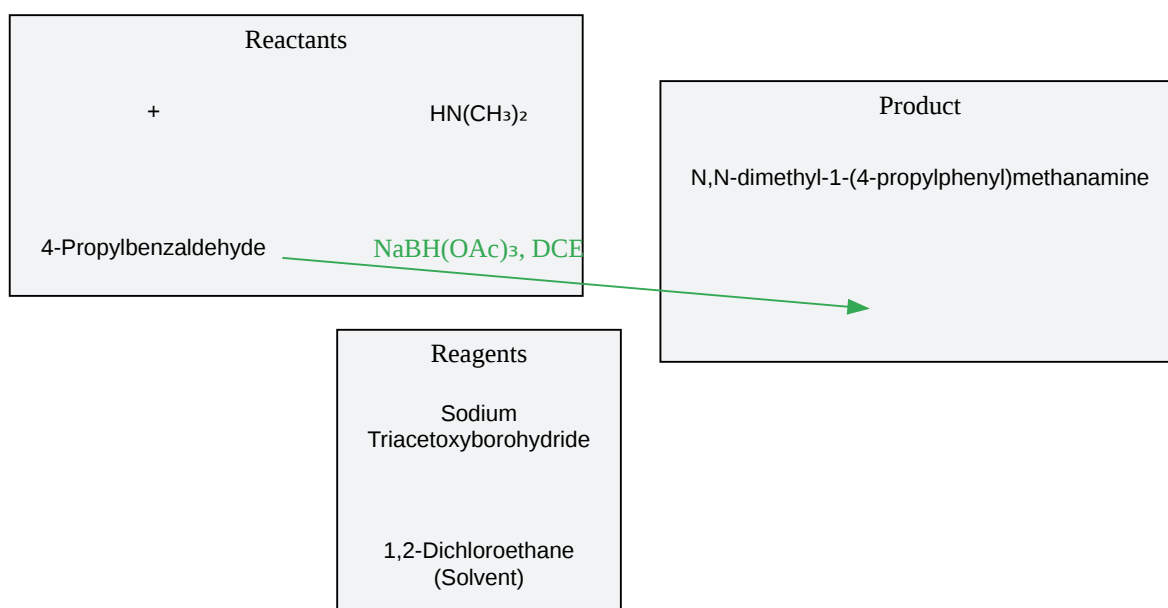 Reactants
+
HN(CH₃)₂
4-Propylbenzaldehyde
NaBH(OAc)₃, DCE
Product
N,N-dimethyl-1-(4-propylphenyl)methanamine
Reagents
Sodium
Triacetoxyborohydride
1,2-Dichloroethane
(Solvent)